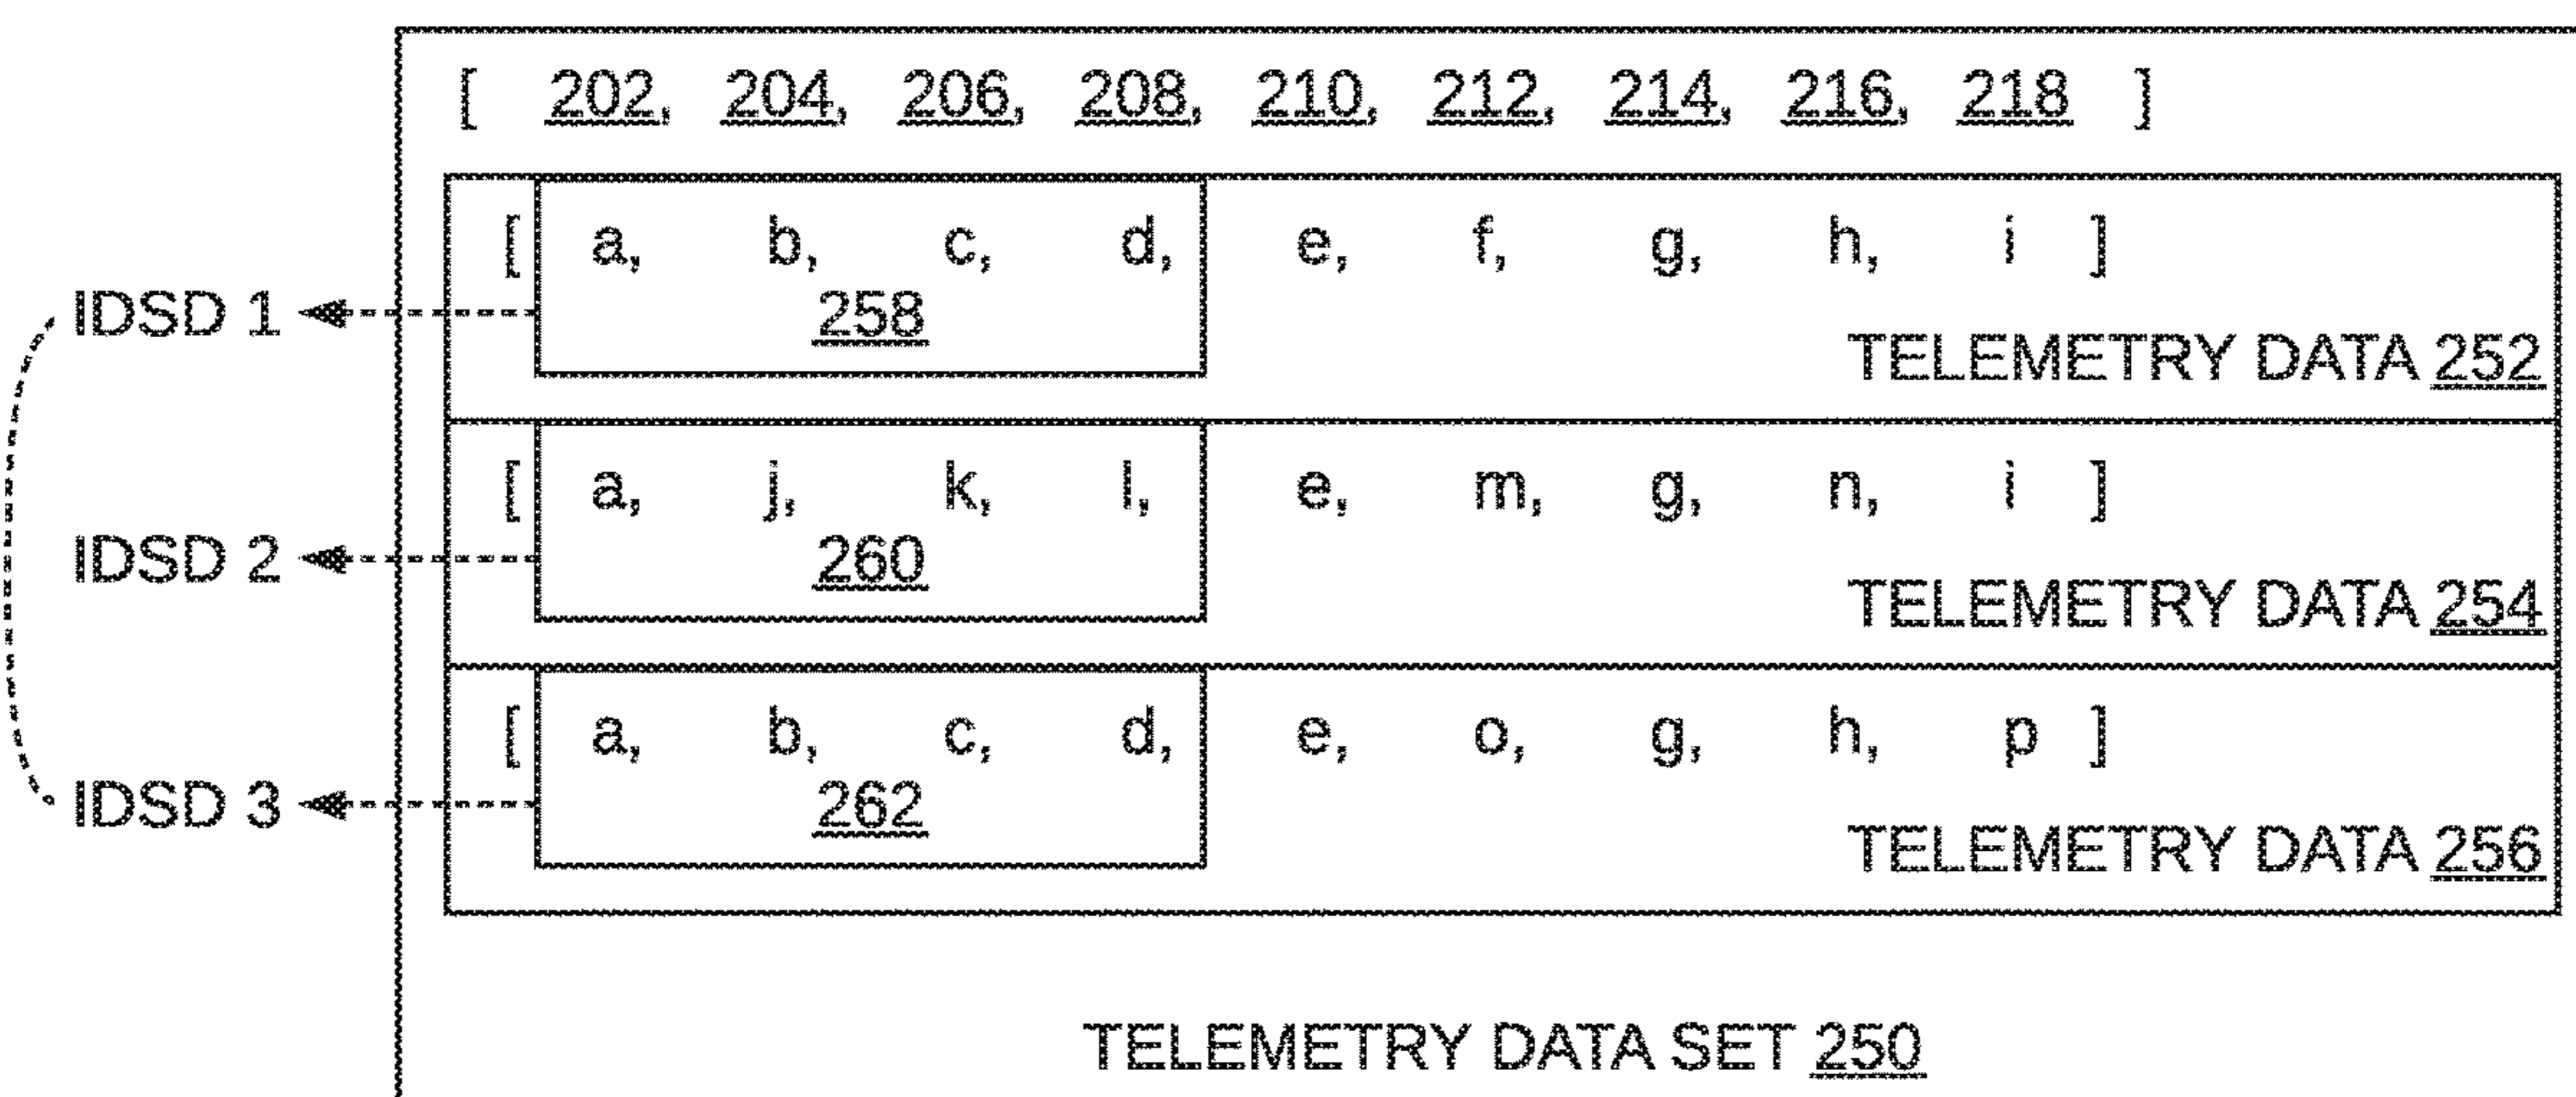 [ 202, 204, 206, 208, 210, 212, 214, 216, 218 ]
[ a, b, c, d, e, f, g, h, i ]
IDSD 1
258
TELEMETRY DATA 252
[ a, j, k, l, e, m, g, n, i ]
IDSD 2
260
TELEMETRY DATA 254
[ a, b, c, d, e, o, g, h, p ]
IDSD 3
262
TELEMETRY DATA 256
TELEMETRY DATA SET 250